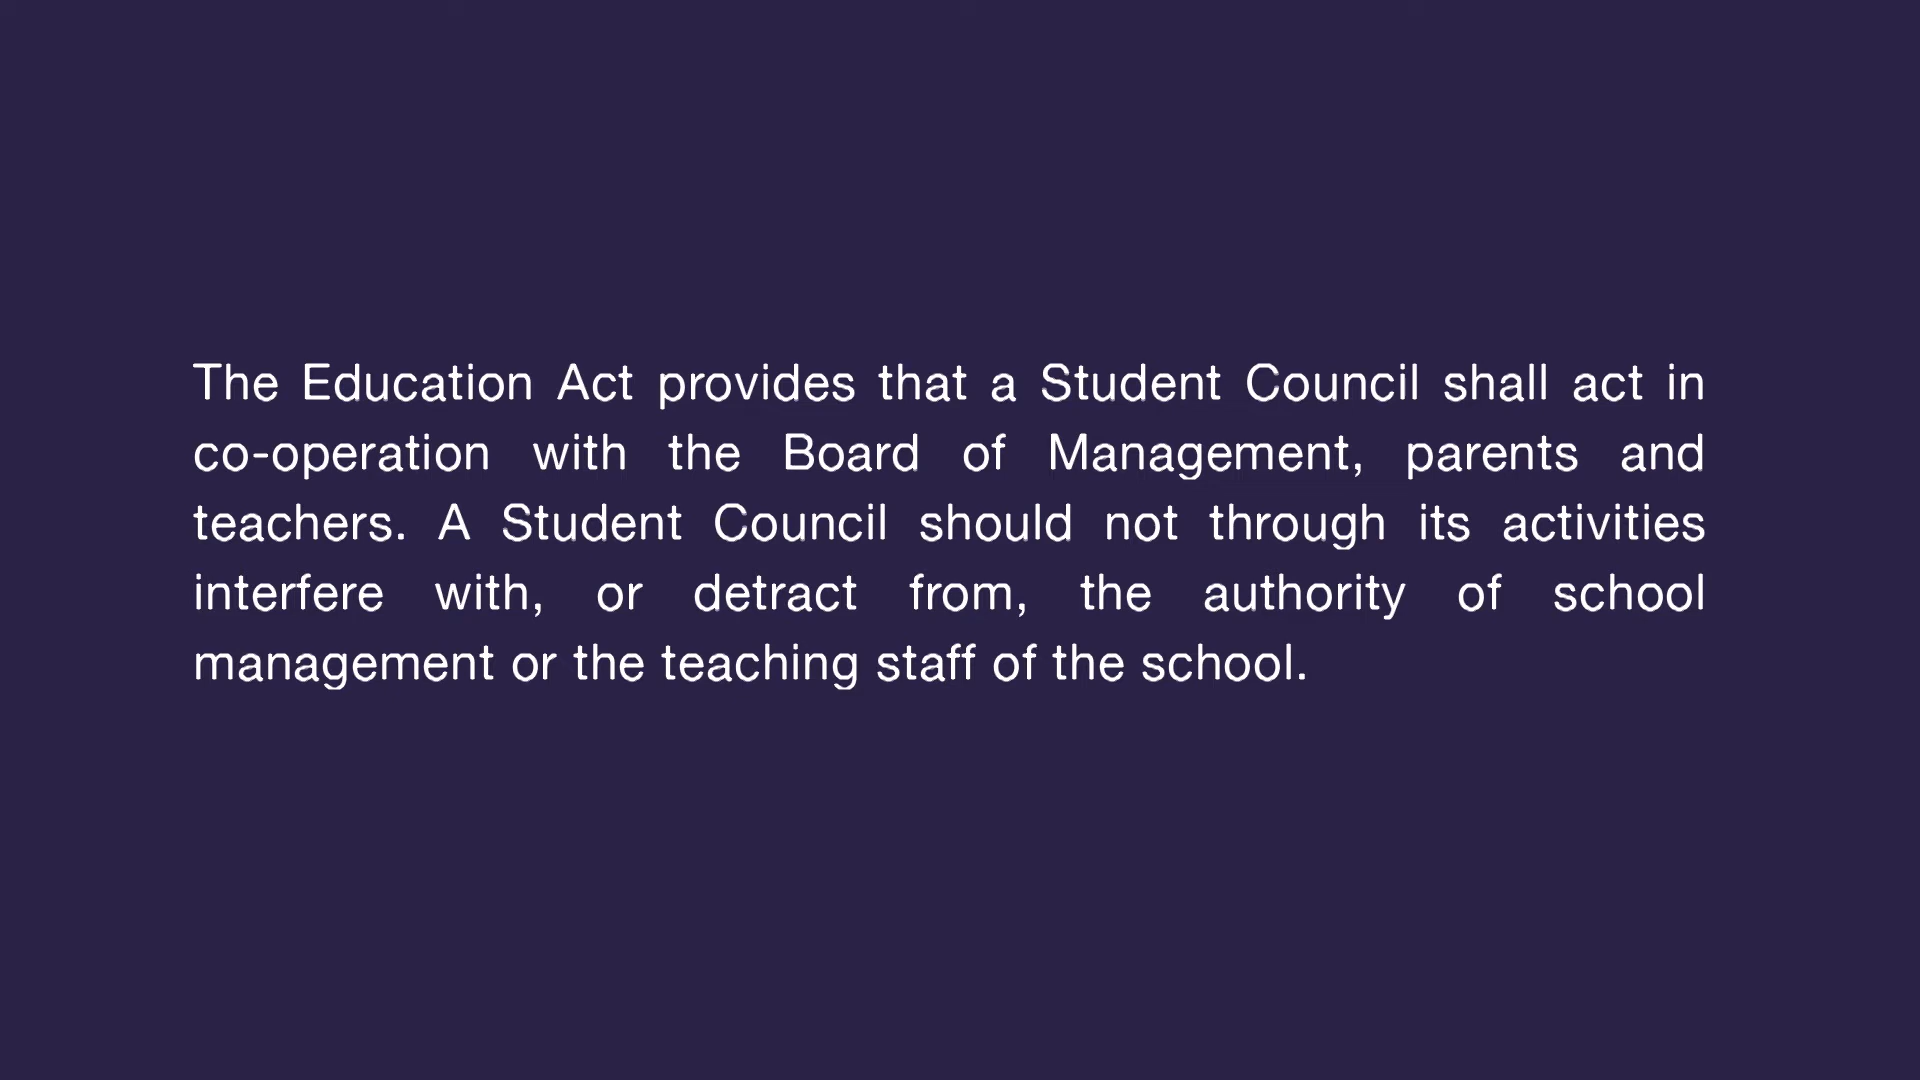 The Education Act provides that a Student Council shall act in
co-operation with the Board of Management, parents and
teachers. A Student Council should not through its activities
interfere with, or detract from, the authority of school
management or the teaching staff of the school.